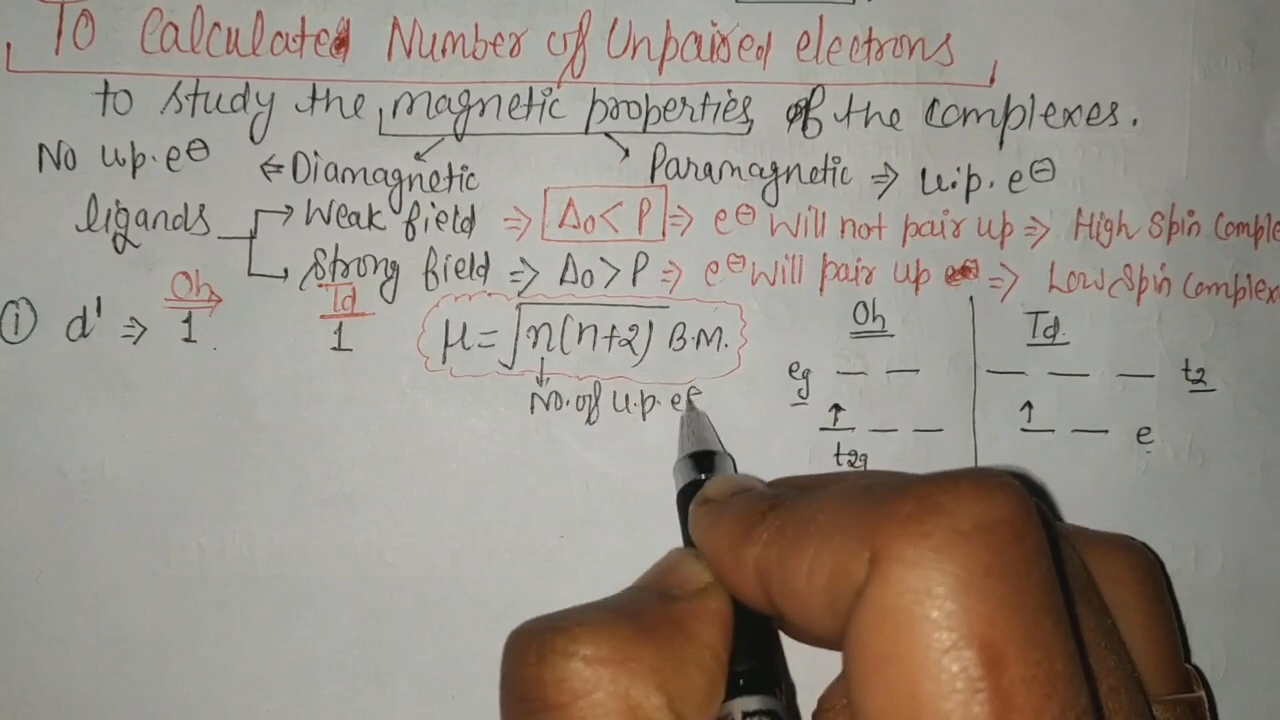 To Calculated Number of Unpaired electrons
to study the magnetic properties of the complexes.
No u.p. e⊖ ⇐ Diamagnetic Paramagnetic ⇒ u.p. e⊖
ligands → Weak field ⇒ Δo < P ⇒ e⊖ will not pair up ⇒ High Spin Comple
→ Strong field ⇒ Δo > P ⇒ e⊖ will pair up ⇒ Low Spin Complex
① d¹ ⇒ Oh 1. Td 1
μ = √n(n+2) B.M.
No. of u.p. e
Oh Td.
eg t2
t2g e